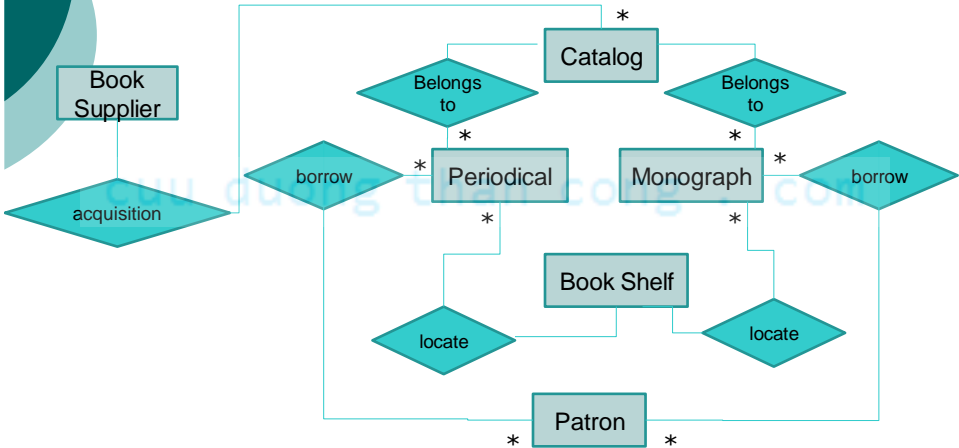 *
Catalog
Book
Supplier
Belongs
to
Belongs
to
*
*
borrow
*
Periodical
Monograph
*
borrow
cuu duong than cong . com
acquisition
*
*
Book Shelf
locate
locate
Patron
*
*